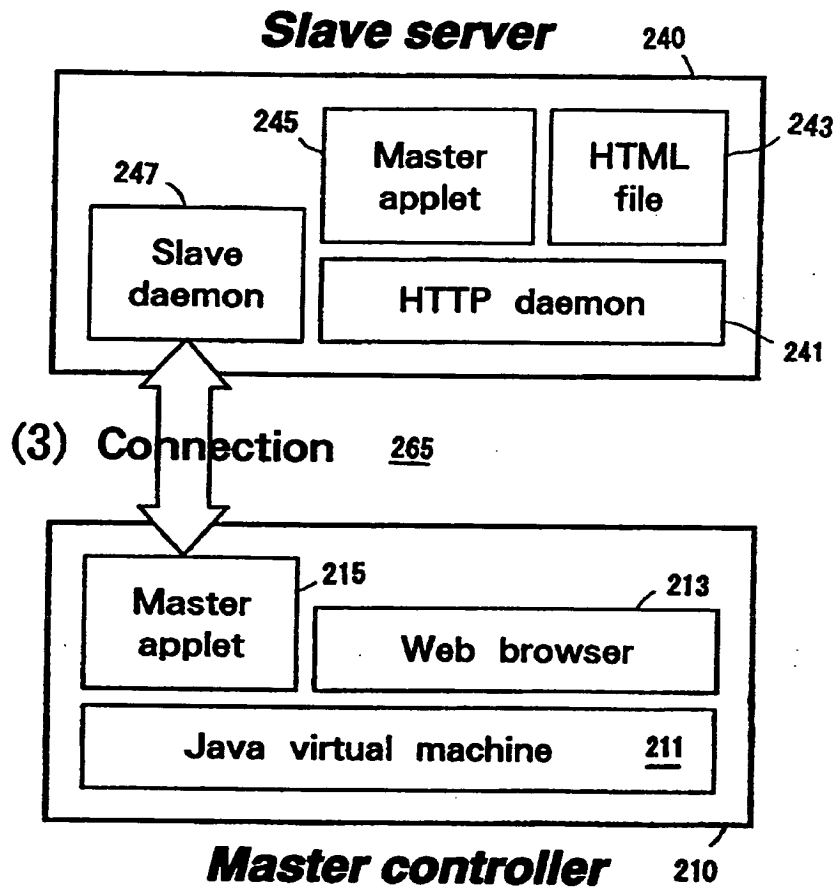 Slave server
240
245
Master
applet
HTML
file
243
247
Slave
daemon
HTTP daemon
241
(3) Connection 265
215
Master
applet
213
Web browser
Java virtual machine 211
Master controller
210